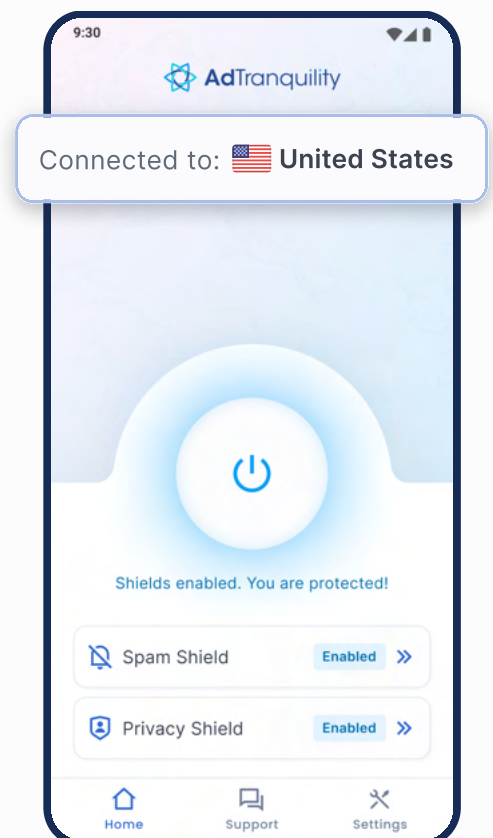 9:30
AdTranquility
Connected to: United States
Shields enabled. You are protected!
Spam Shield Enabled
Privacy Shield Enabled
Home Support Settings